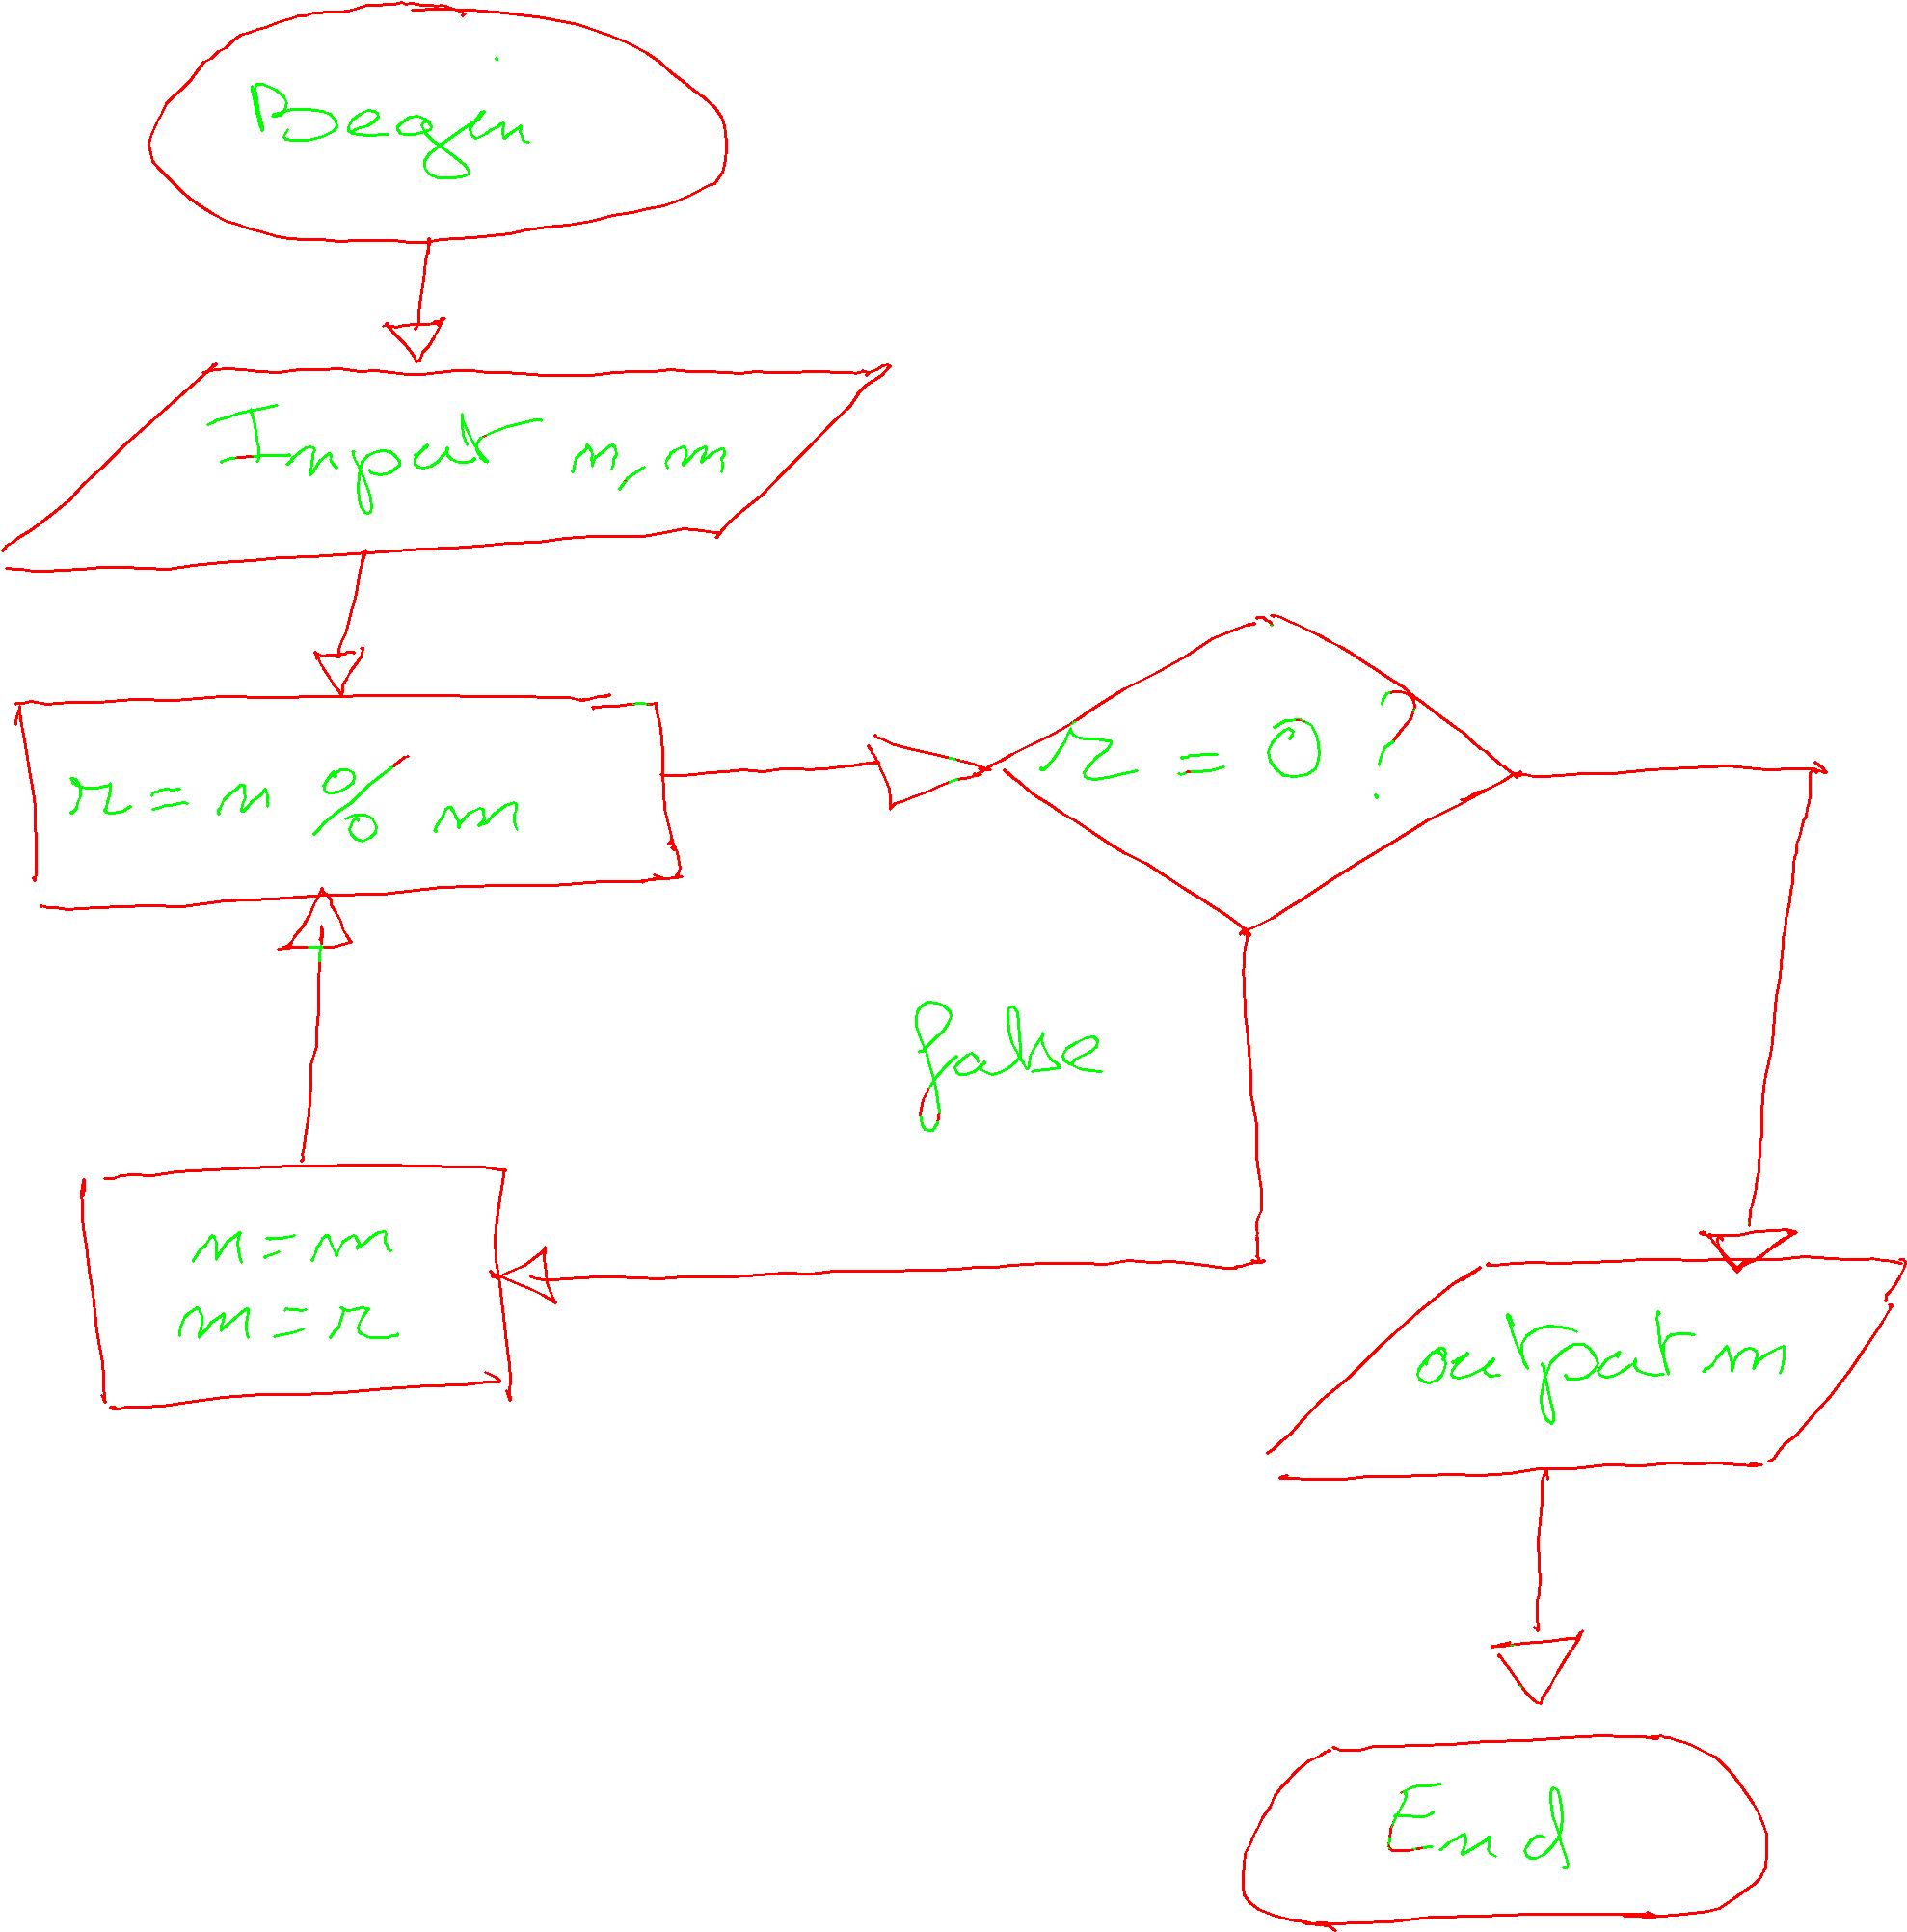 Begin
Input n, m
r = n % m
r = 0 ?
false
n = m
m = r
output m
End